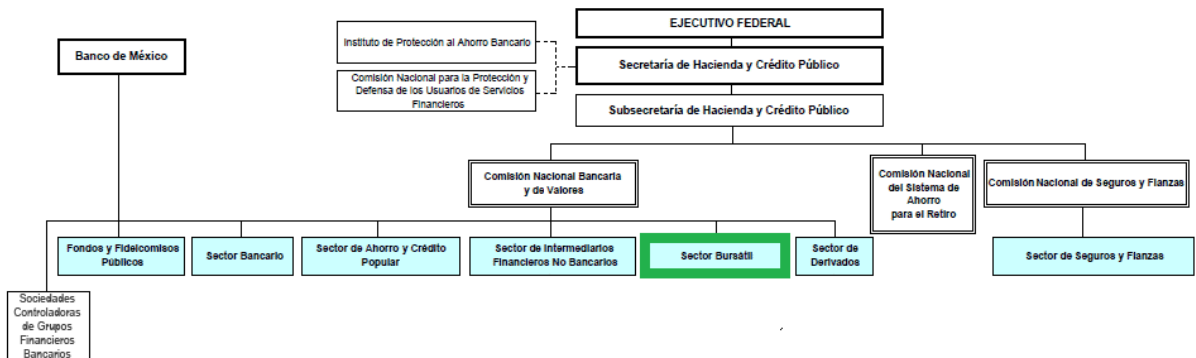 EJECUTIVO FEDERAL
Instituto de Protección al Ahorro Bancario
Banco de México
Secretaría de Hacienda y Crédito Público
Comisión Nacional para la Protección y
Defensa de los Usuarios de Servicios
Financieros
Subsecretaría de Hacienda y Crédito Público
Comisión Nacional Bancaria
y de Valores
Comisión Nacional
del Sistema de
Ahorro
para el Retiro
Comisión Nacional de Seguros y Fianzas
Fondos y Fideicomisos
Públicos
Sector Bancario
Sector de Ahorro y Crédito
Popular
Sector de Intermediarios
Financieros No Bancarios
Sector Bursátil
Sector de
Derivados
Sector de Seguros y Fianzas
Sociedades
Controladoras
de Grupos
Financieros
Bancarios